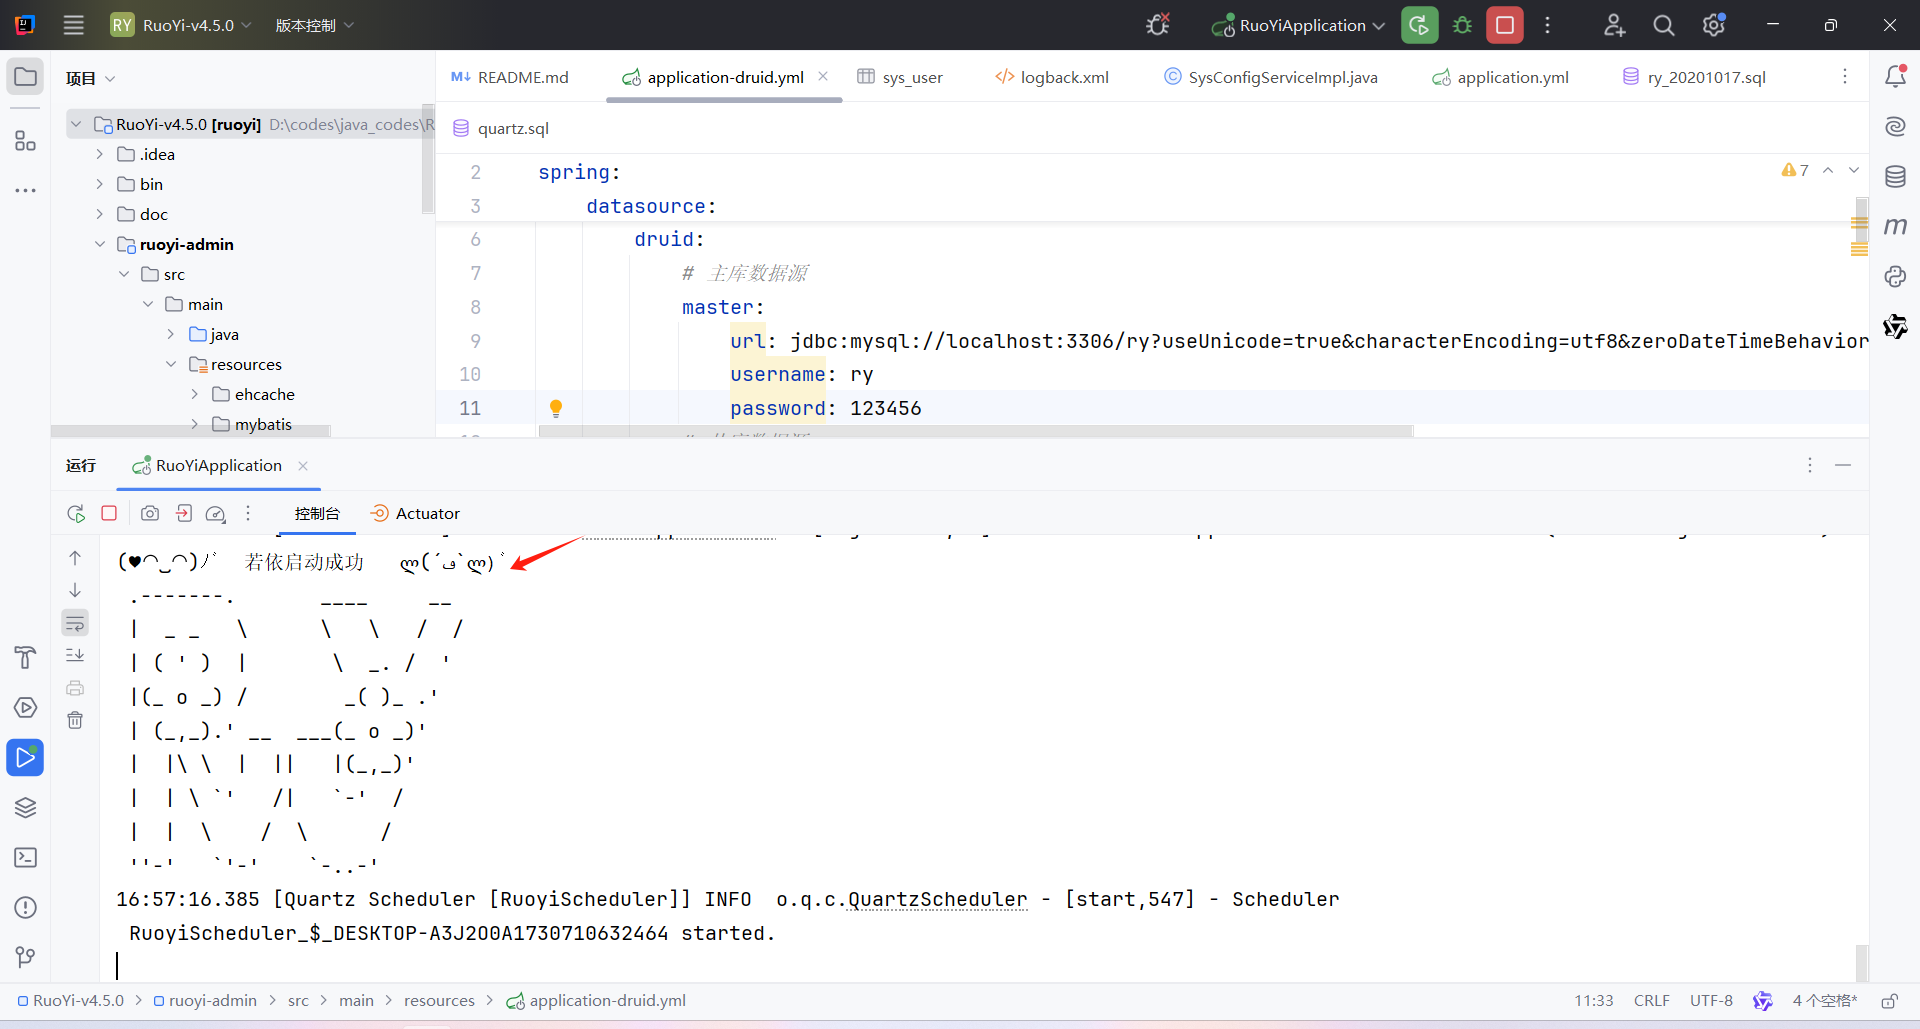 RY RuoYi-v4.5.0 版本控制 RuoYiApplication
项目
RuoYi-v4.5.0 [ruoyi] D:\codes\java_codes\R
.idea
bin
doc
ruoyi-admin
src
main
java
resources
ehcache
mybatis
README.md application-druid.yml sys_user logback.xml SysConfigServiceImpl.java application.yml ry_20201017.sql
quartz.sql
2 spring:
3 datasource:
6 druid:
7 # 主库数据源
8 master:
9 url: jdbc:mysql://localhost:3306/ry?useUnicode=true&characterEncoding=utf8&zeroDateTimeBehavior
10 username: ry
11 password: 123456
7
运行 RuoYiApplication
控制台 Actuator
(♥◠‿◠)ﾉﾞ 若依启动成功 ლ(´ڡ`ლ)ﾞ
 .-------.       ____     __
 |  _ _   \      \   \   /  /
 | ( ' )  |       \  _. /  '
 |(_ o _) /        _( )_ .'
 | (_,_).' __  ___(_ o _)'
 |  |\ \  |  ||   |(_,_)'
 |  | \ `'   /|   `-'  /
 |  |  \    /  \      /
 ''-'   `'-'    `-..-'
16:57:16.385 [Quartz Scheduler [RuoyiScheduler]] INFO  o.q.c.QuartzScheduler - [start,547] - Scheduler
RuoyiScheduler_$_DESKTOP-A3J2O0A1730710632464 started.
RuoYi-v4.5.0 > ruoyi-admin > src > main > resources > application-druid.yml 11:33 CRLF UTF-8 4 个空格*